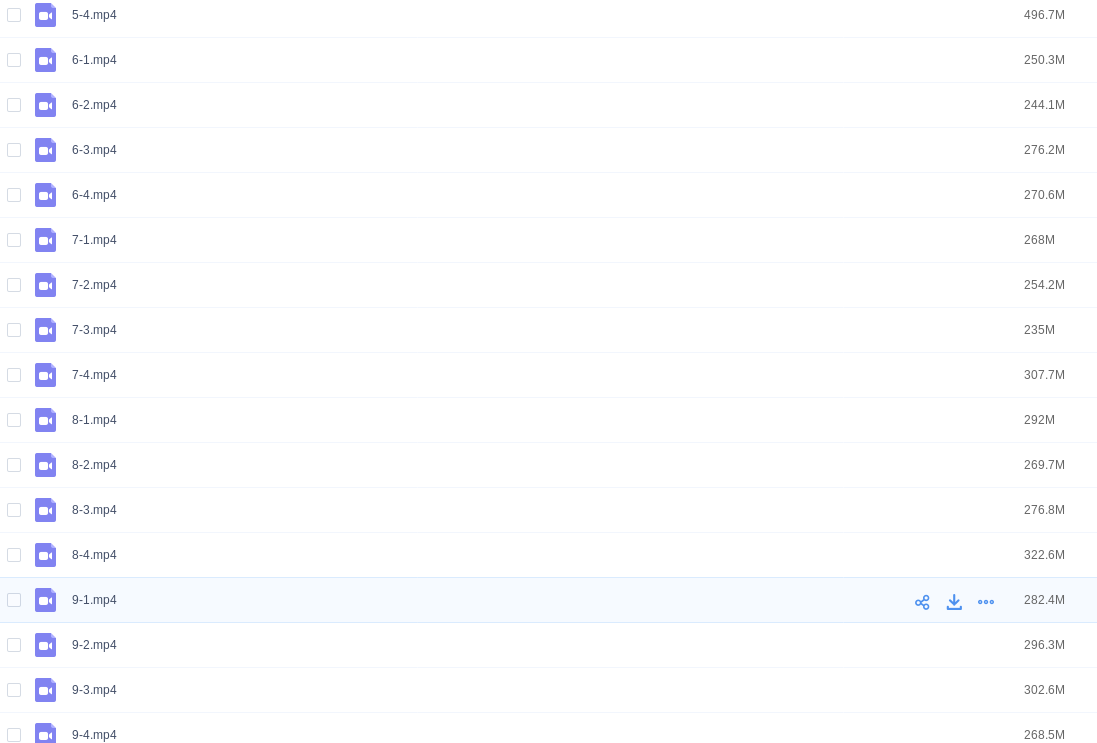 5-4.mp4 496.7M
6-1.mp4 250.3M
6-2.mp4 244.1M
6-3.mp4 276.2M
6-4.mp4 270.6M
7-1.mp4 268M
7-2.mp4 254.2M
7-3.mp4 235M
7-4.mp4 307.7M
8-1.mp4 292M
8-2.mp4 269.7M
8-3.mp4 276.8M
8-4.mp4 322.6M
9-1.mp4 282.4M
9-2.mp4 296.3M
9-3.mp4 302.6M
9-4.mp4 268.5M